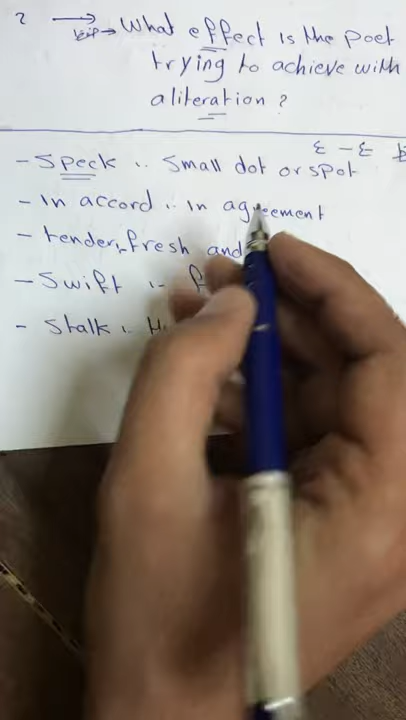 ? → What effect is the poet
trying to achieve with
aliteration ?
ع - ع
- Speck :. Small dot or spot
- In accord :. in agreement
- tender:. fresh and
- Swift :. f
- Stalk :.